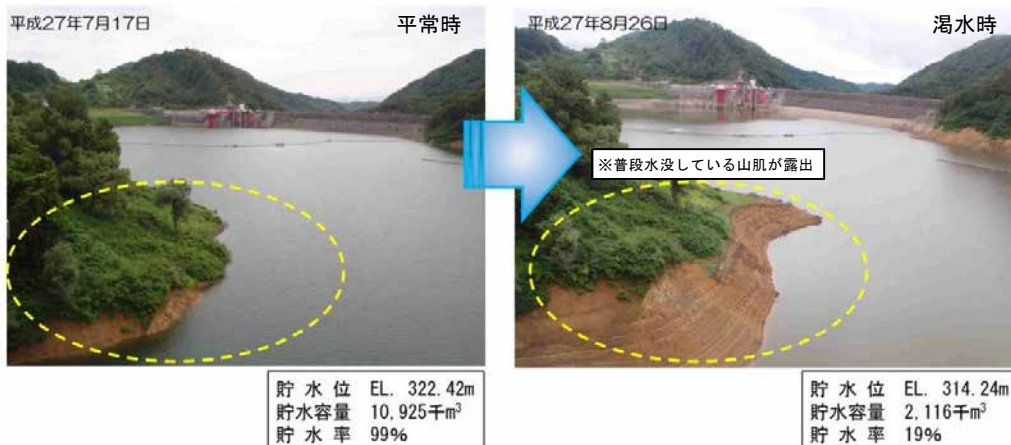 平成27年7月17日
平常時
平成27年8月26日
渇水時
※普段水没している山肌が露出
貯水位 EL. 322.42m
貯水容量 10,925千m³
貯水率 99%
貯水位 EL. 314.24m
貯水容量 2,116千m³
貯水率 19%